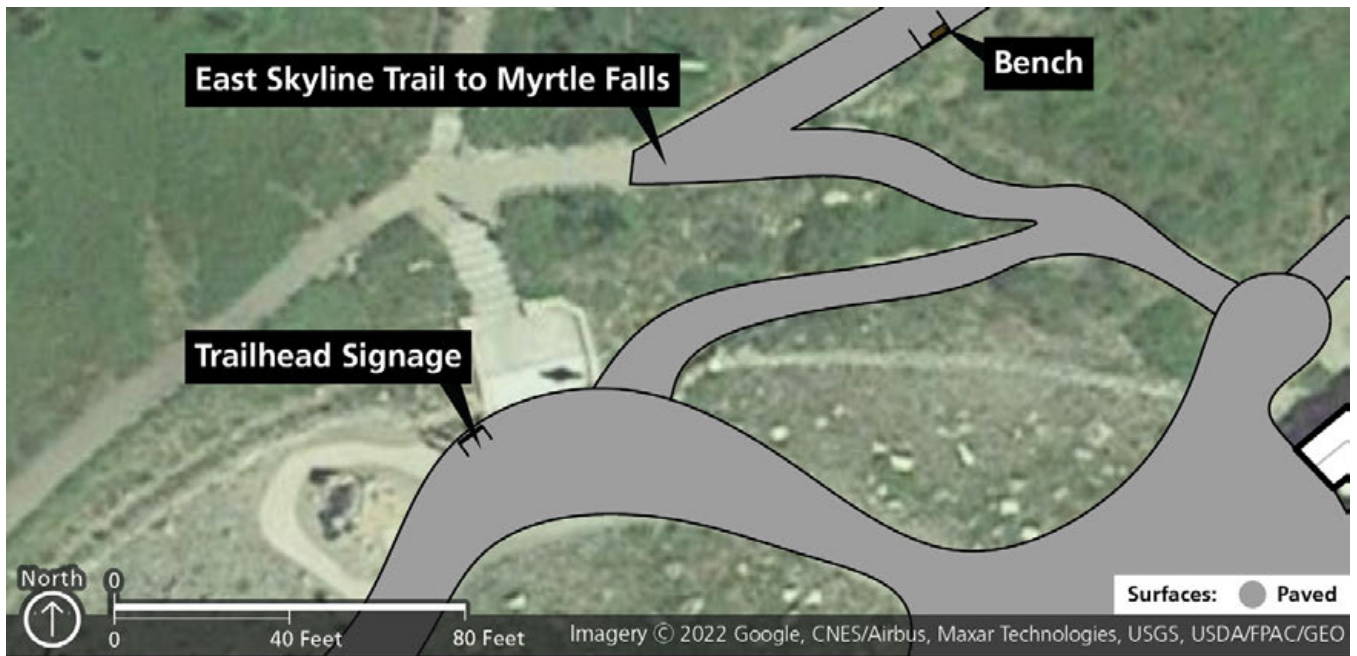 East Skyline Trail to Myrtle Falls
Bench
Trailhead Signage
North
0
0
40 Feet
80 Feet
Surfaces:
Paved
Imagery © 2022 Google, CNES/Airbus, Maxar Technologies, USGS, USDA/FPAC/GEO